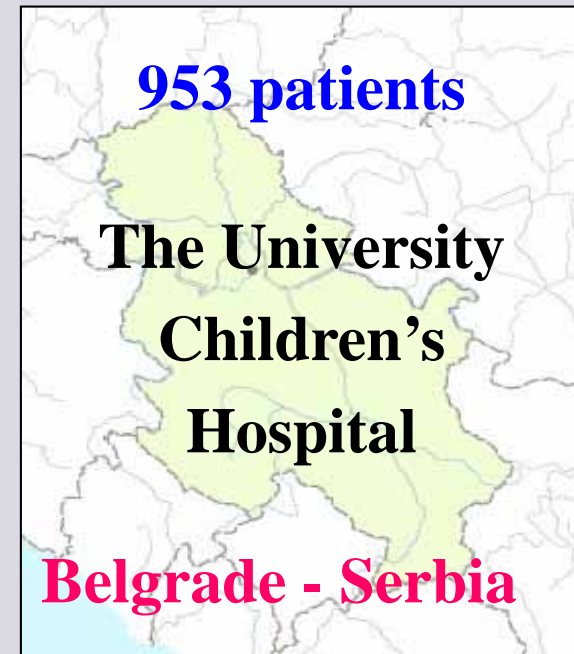 953 patients
The University
Children’s
Hospital
Belgrade - Serbia